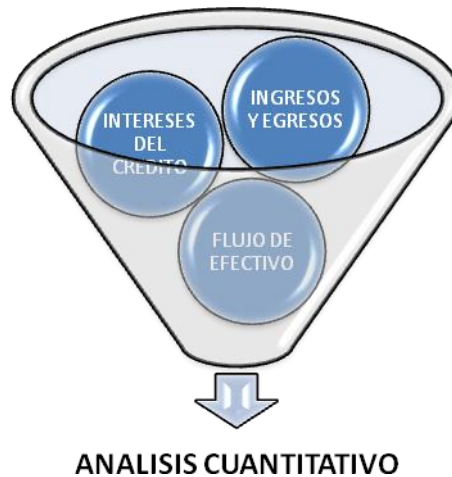 INTERESES
DEL
CREDITO
INGRESOS
Y EGRESOS
FLUJO DE
EFECTIVO
ANALISIS CUANTITATIVO